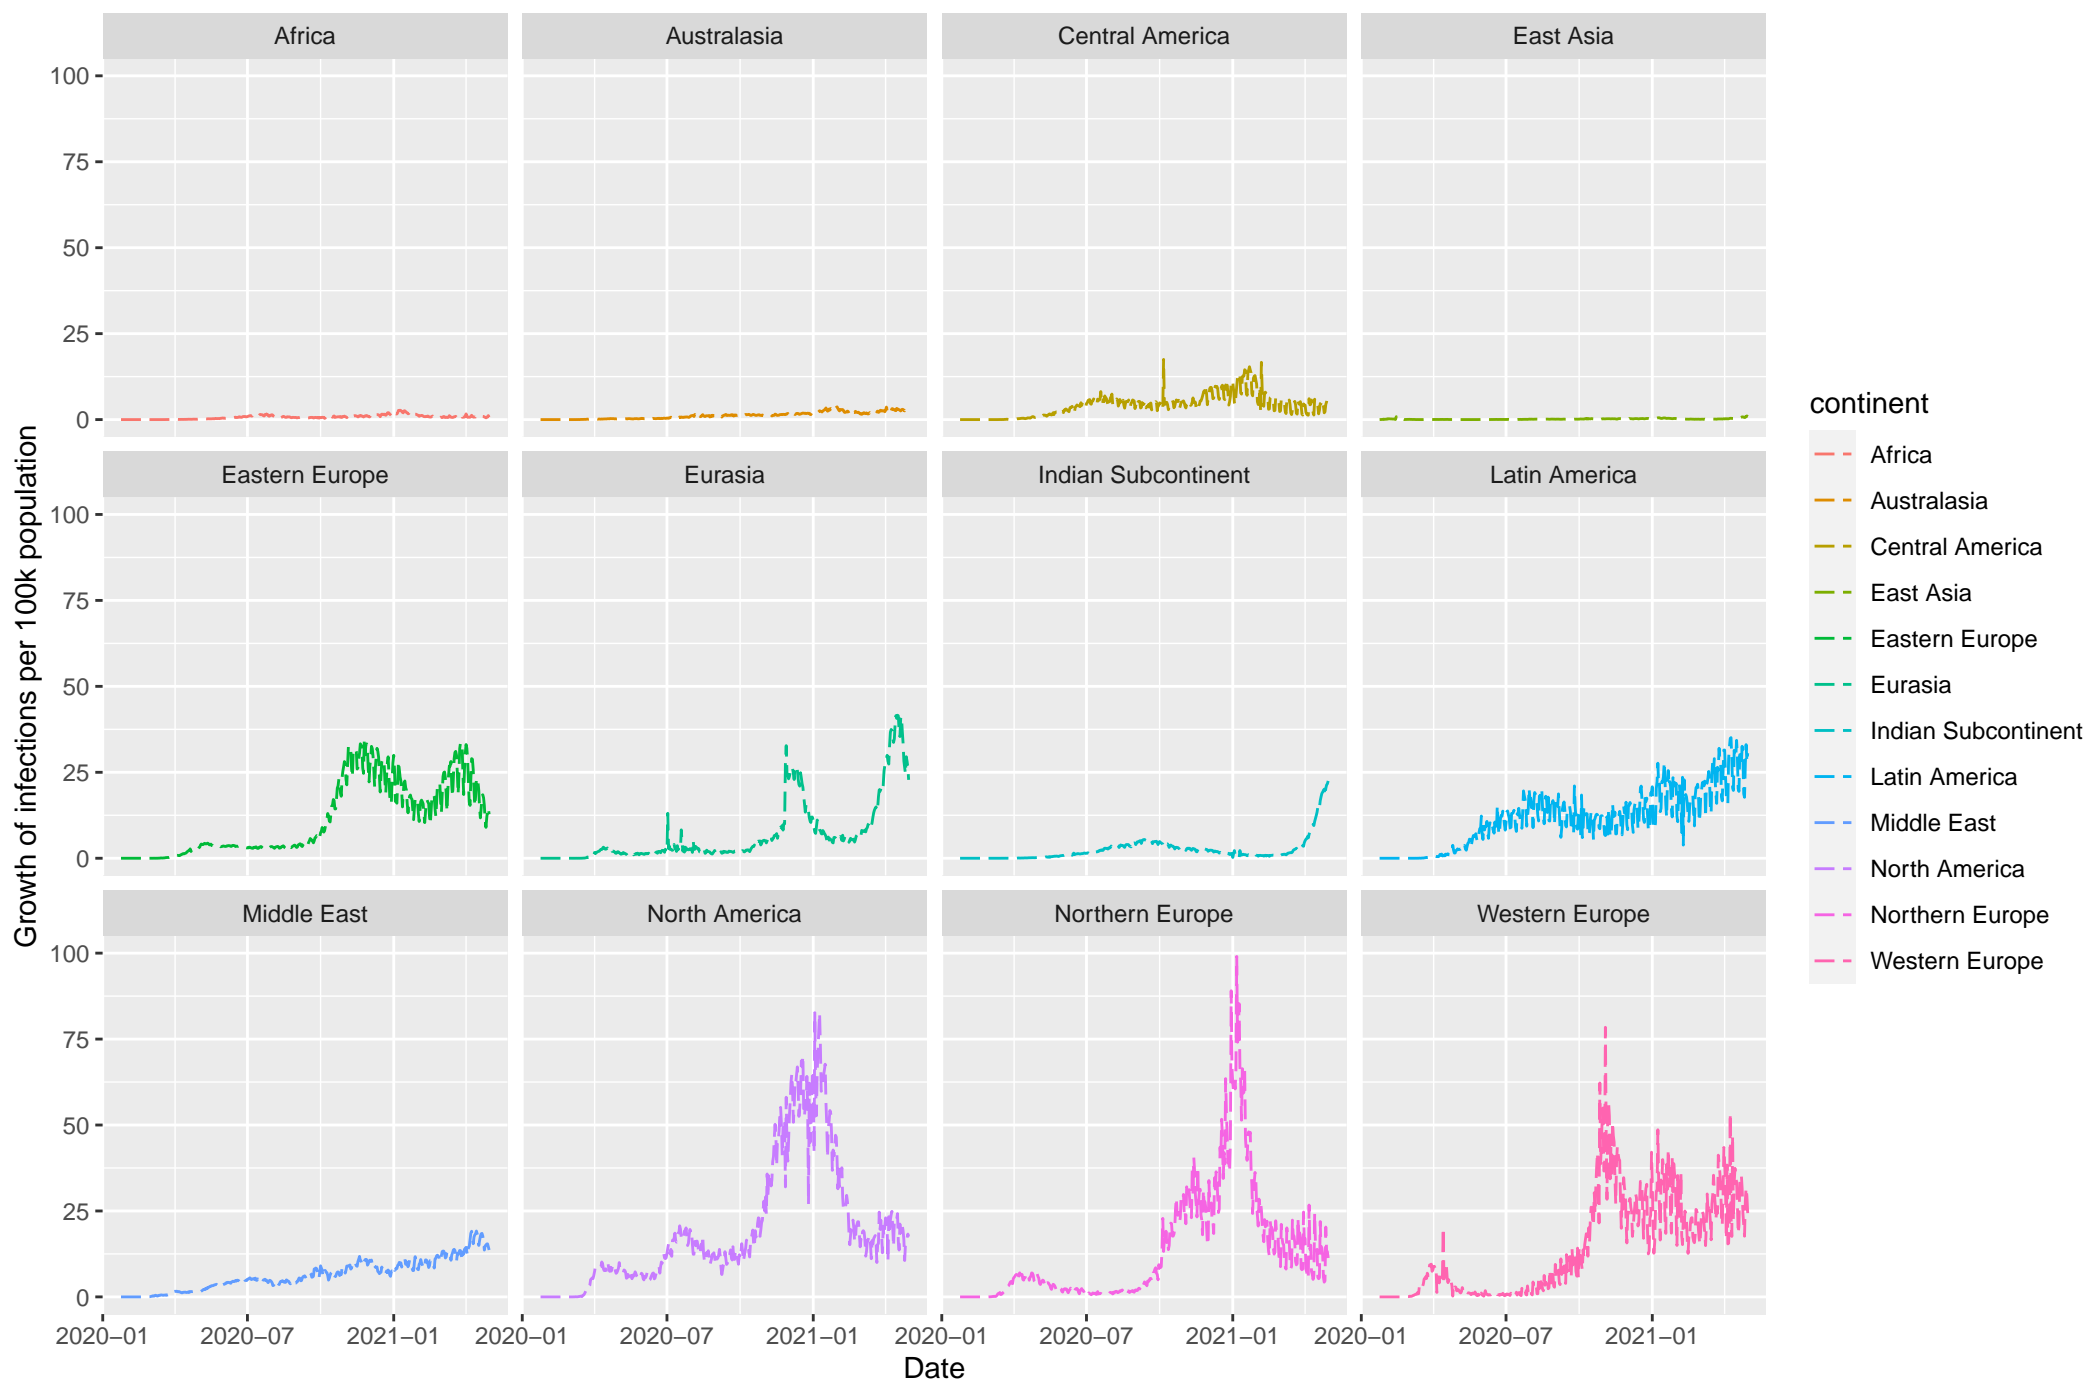 Africa
Australasia
Central America
East Asia
100
75
50
25
0
Eastern Europe
Eurasia
Indian Subcontinent
Latin America
100
75
50
25
0
Middle East
North America
Northern Europe
Western Europe
100
75
50
25
0
2020−01
2020−07
2021−01
2020−01
2020−07
2021−01
2020−01
2020−07
2021−01
2020−01
2020−07
2021−01
Date
Growth of infections per 100k population
continent
Africa
Australasia
Central America
East Asia
Eastern Europe
Eurasia
Indian Subcontinent
Latin America
Middle East
North America
Northern Europe
Western Europe